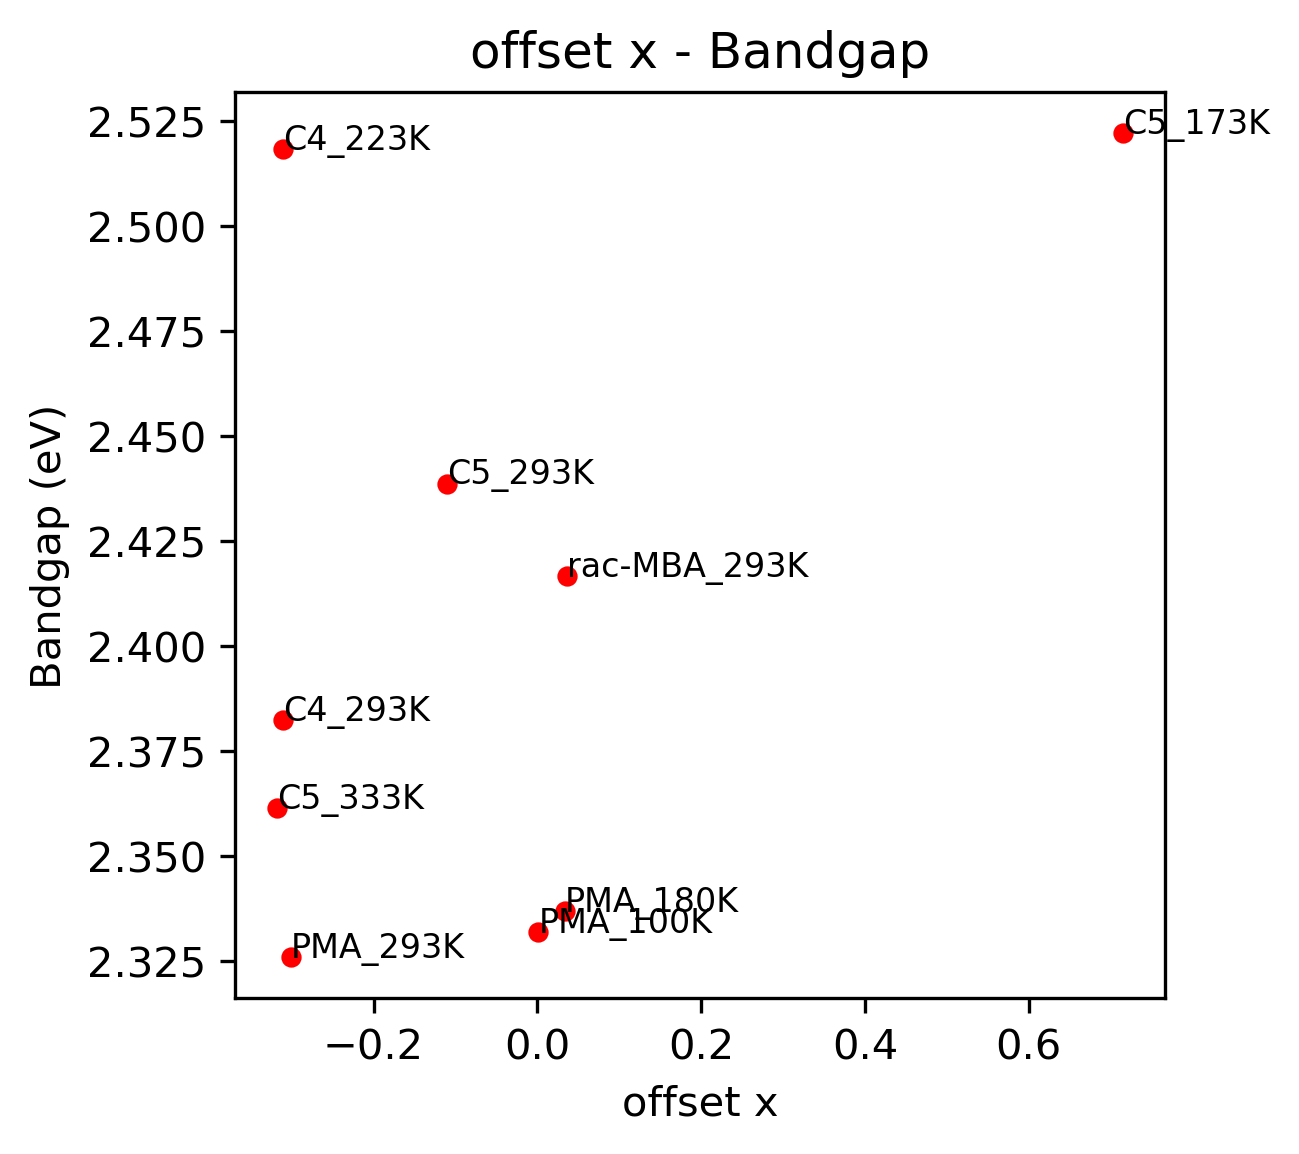 offset x - Bandgap
2.525
2.500
2.475
2.450
2.425
2.400
2.375
2.350
2.325
Bandgap (eV)
C4_223K
C5_173K
C5_293K
rac-MBA_293K
C4_293K
C5_333K
PMA_180K
PMA_100K
PMA_293K
−0.2
0.0
0.2
0.4
0.6
offset x